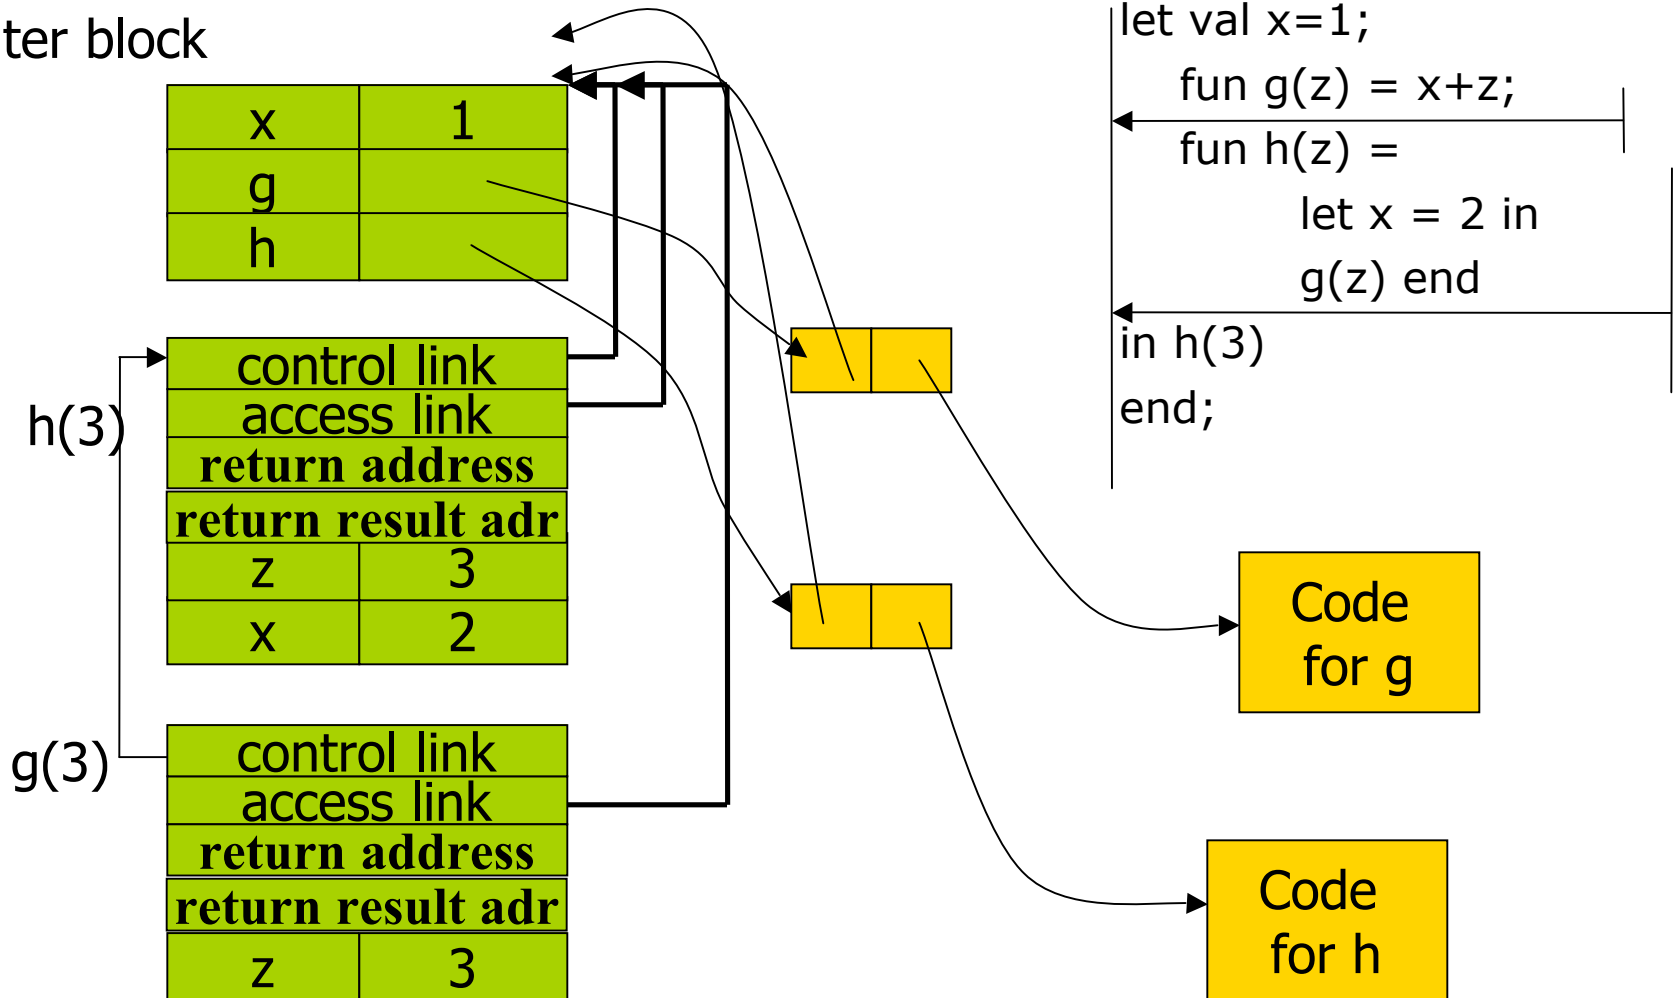 ter block
x 1
g
h
h(3)
control link
access link
return address
return result adr
z 3
x 2
g(3)
control link
access link
return address
return result adr
z 3
let val x=1;
fun g(z) = x+z;
fun h(z) =
let x = 2 in
g(z) end
in h(3)
end;
Code
for g
Code
for h